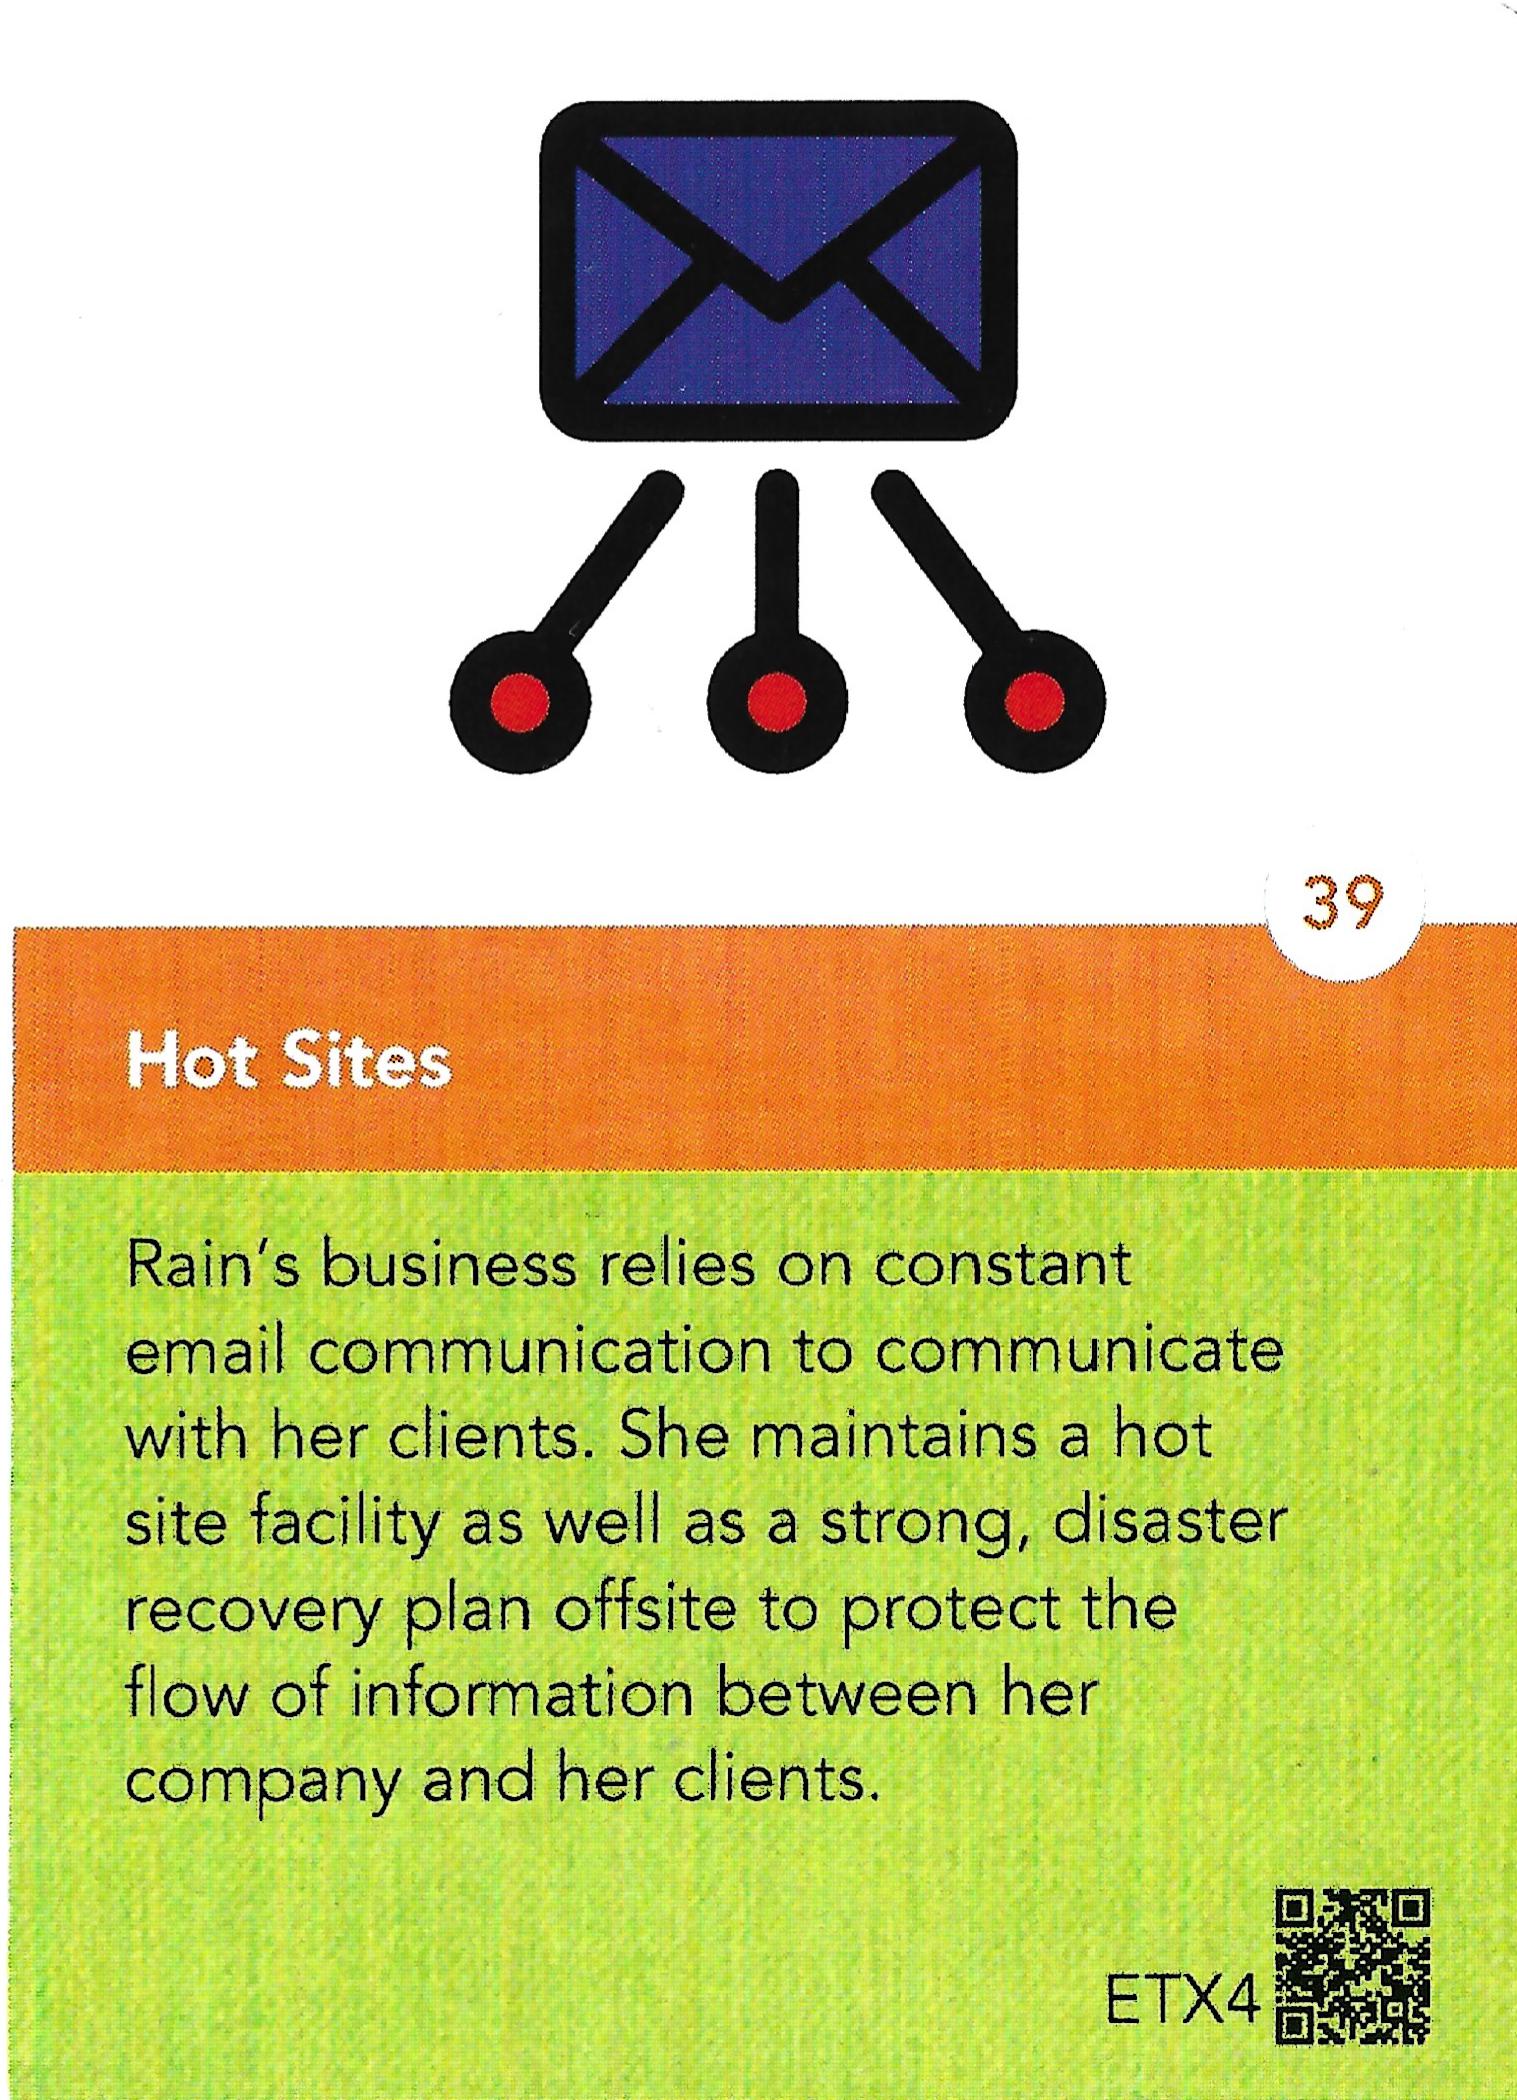 39
Hot Sites
Rain's business relies on constant
email communication to communicate
with her clients. She maintains a hot
site facility as well as a strong, disaster
recovery plan offsite to protect the
flow of information between her
company and her clients.
ETX4